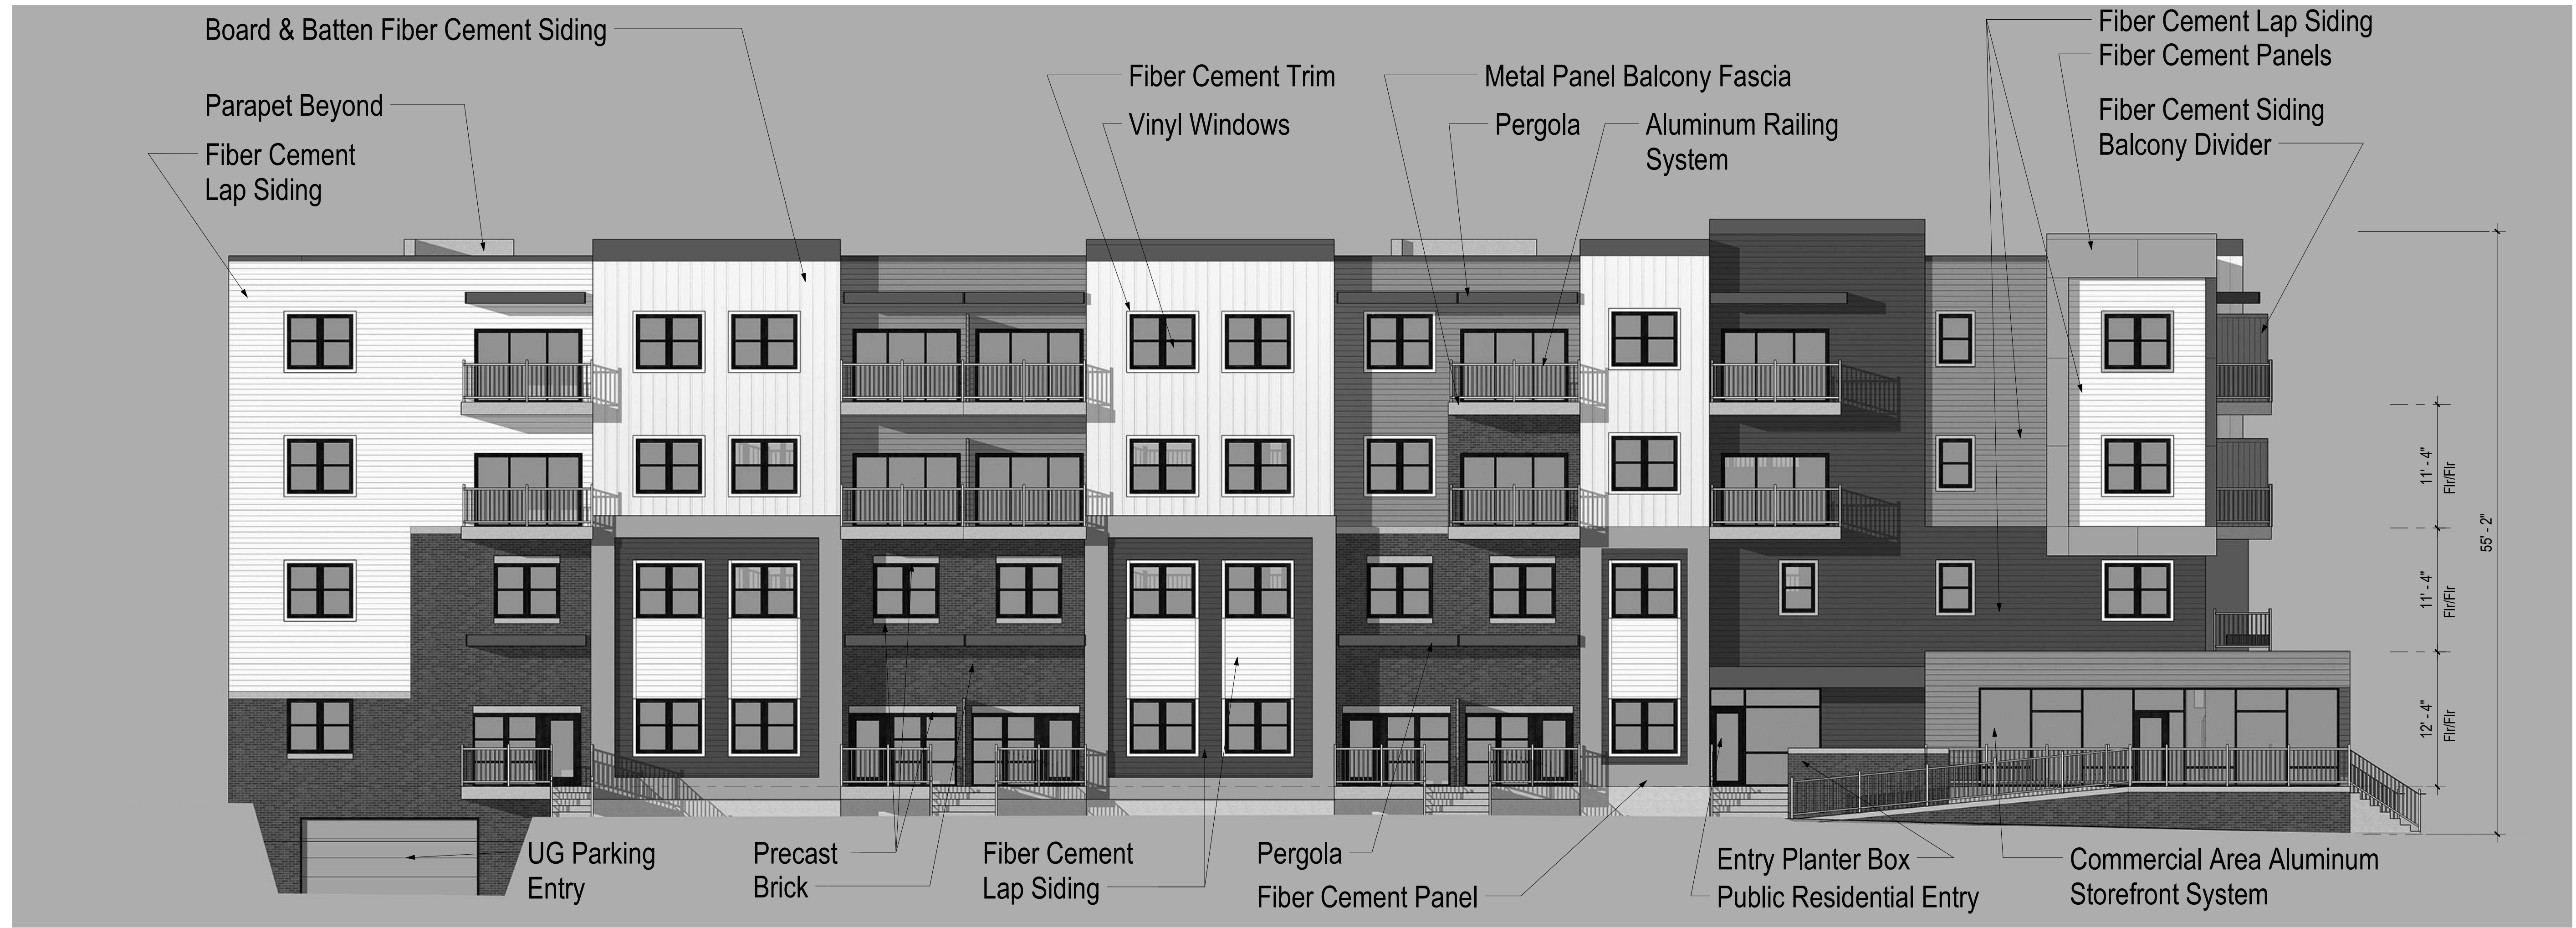 Board & Batten Fiber Cement Siding
Parapet Beyond
Fiber Cement
Lap Siding
Fiber Cement Trim
Vinyl Windows
Metal Panel Balcony Fascia
Pergola
Aluminum Railing
System
Fiber Cement Lap Siding
Fiber Cement Panels
Fiber Cement Siding
Balcony Divider
11' - 4"
Flr/Flr
11' - 4"
Flr/Flr
12' - 4"
Flr/Flr
55' - 2"
UG Parking
Entry
Precast
Brick
Fiber Cement
Lap Siding
Pergola
Fiber Cement Panel
Entry Planter Box
Public Residential Entry
Commercial Area Aluminum
Storefront System